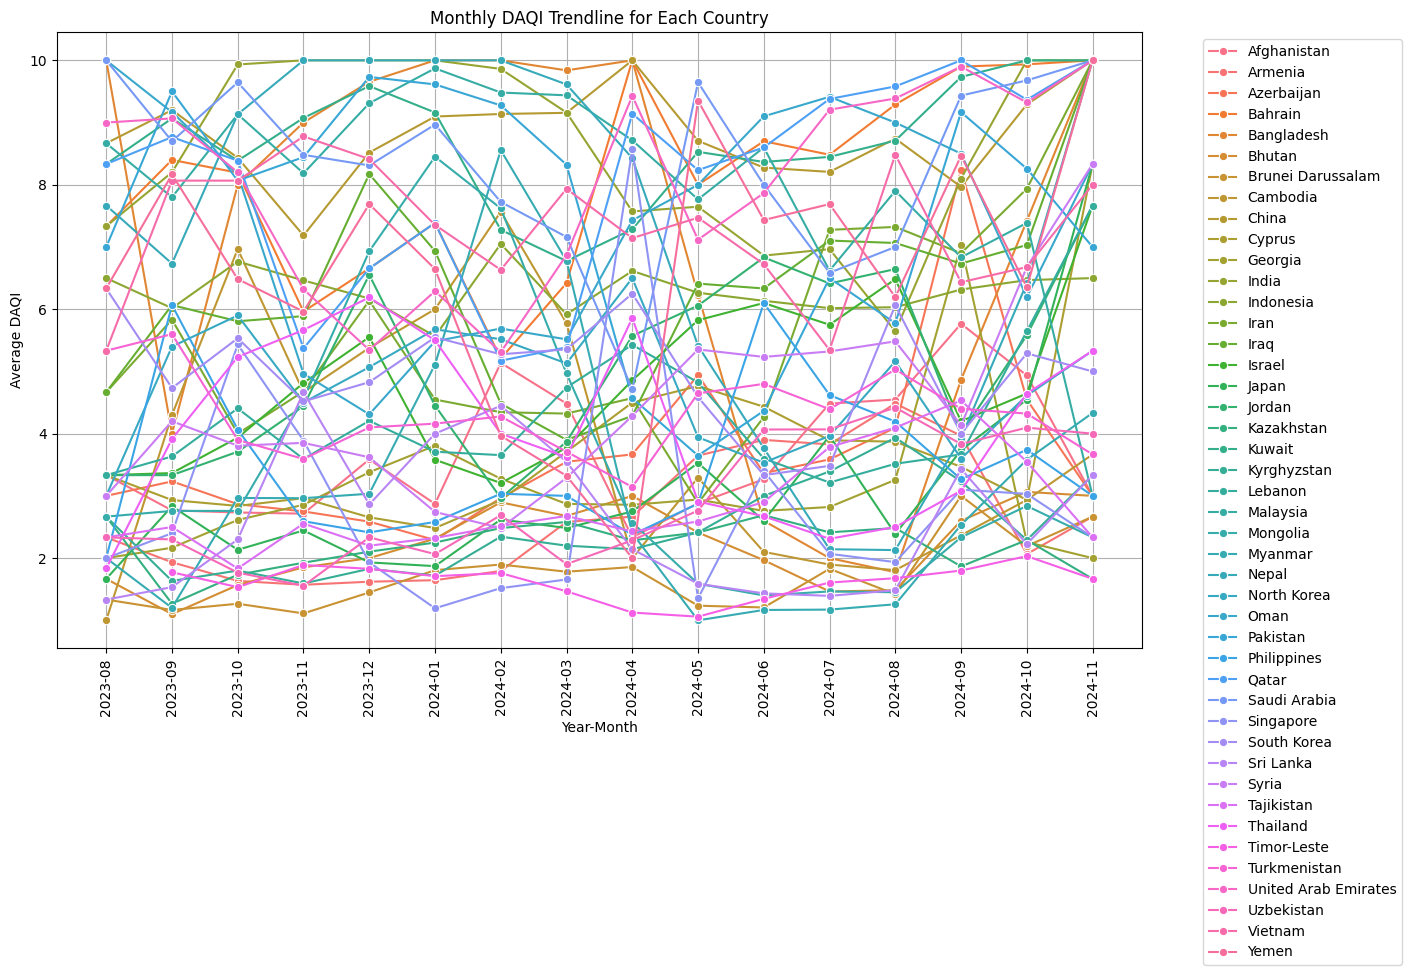 Monthly DAQI Trendline for Each Country
Average DAQI
10
8
6
4
2
2023-08
2023-09
2023-10
2023-11
2023-12
2024-01
2024-02
2024-03
2024-04
2024-05
2024-06
2024-07
2024-08
2024-09
2024-10
2024-11
Year-Month
Afghanistan
Armenia
Azerbaijan
Bahrain
Bangladesh
Bhutan
Brunei Darussalam
Cambodia
China
Cyprus
Georgia
India
Indonesia
Iran
Iraq
Israel
Japan
Jordan
Kazakhstan
Kuwait
Kyrghyzstan
Lebanon
Malaysia
Mongolia
Myanmar
Nepal
North Korea
Oman
Pakistan
Philippines
Qatar
Saudi Arabia
Singapore
South Korea
Sri Lanka
Syria
Tajikistan
Thailand
Timor-Leste
Turkmenistan
United Arab Emirates
Uzbekistan
Vietnam
Yemen